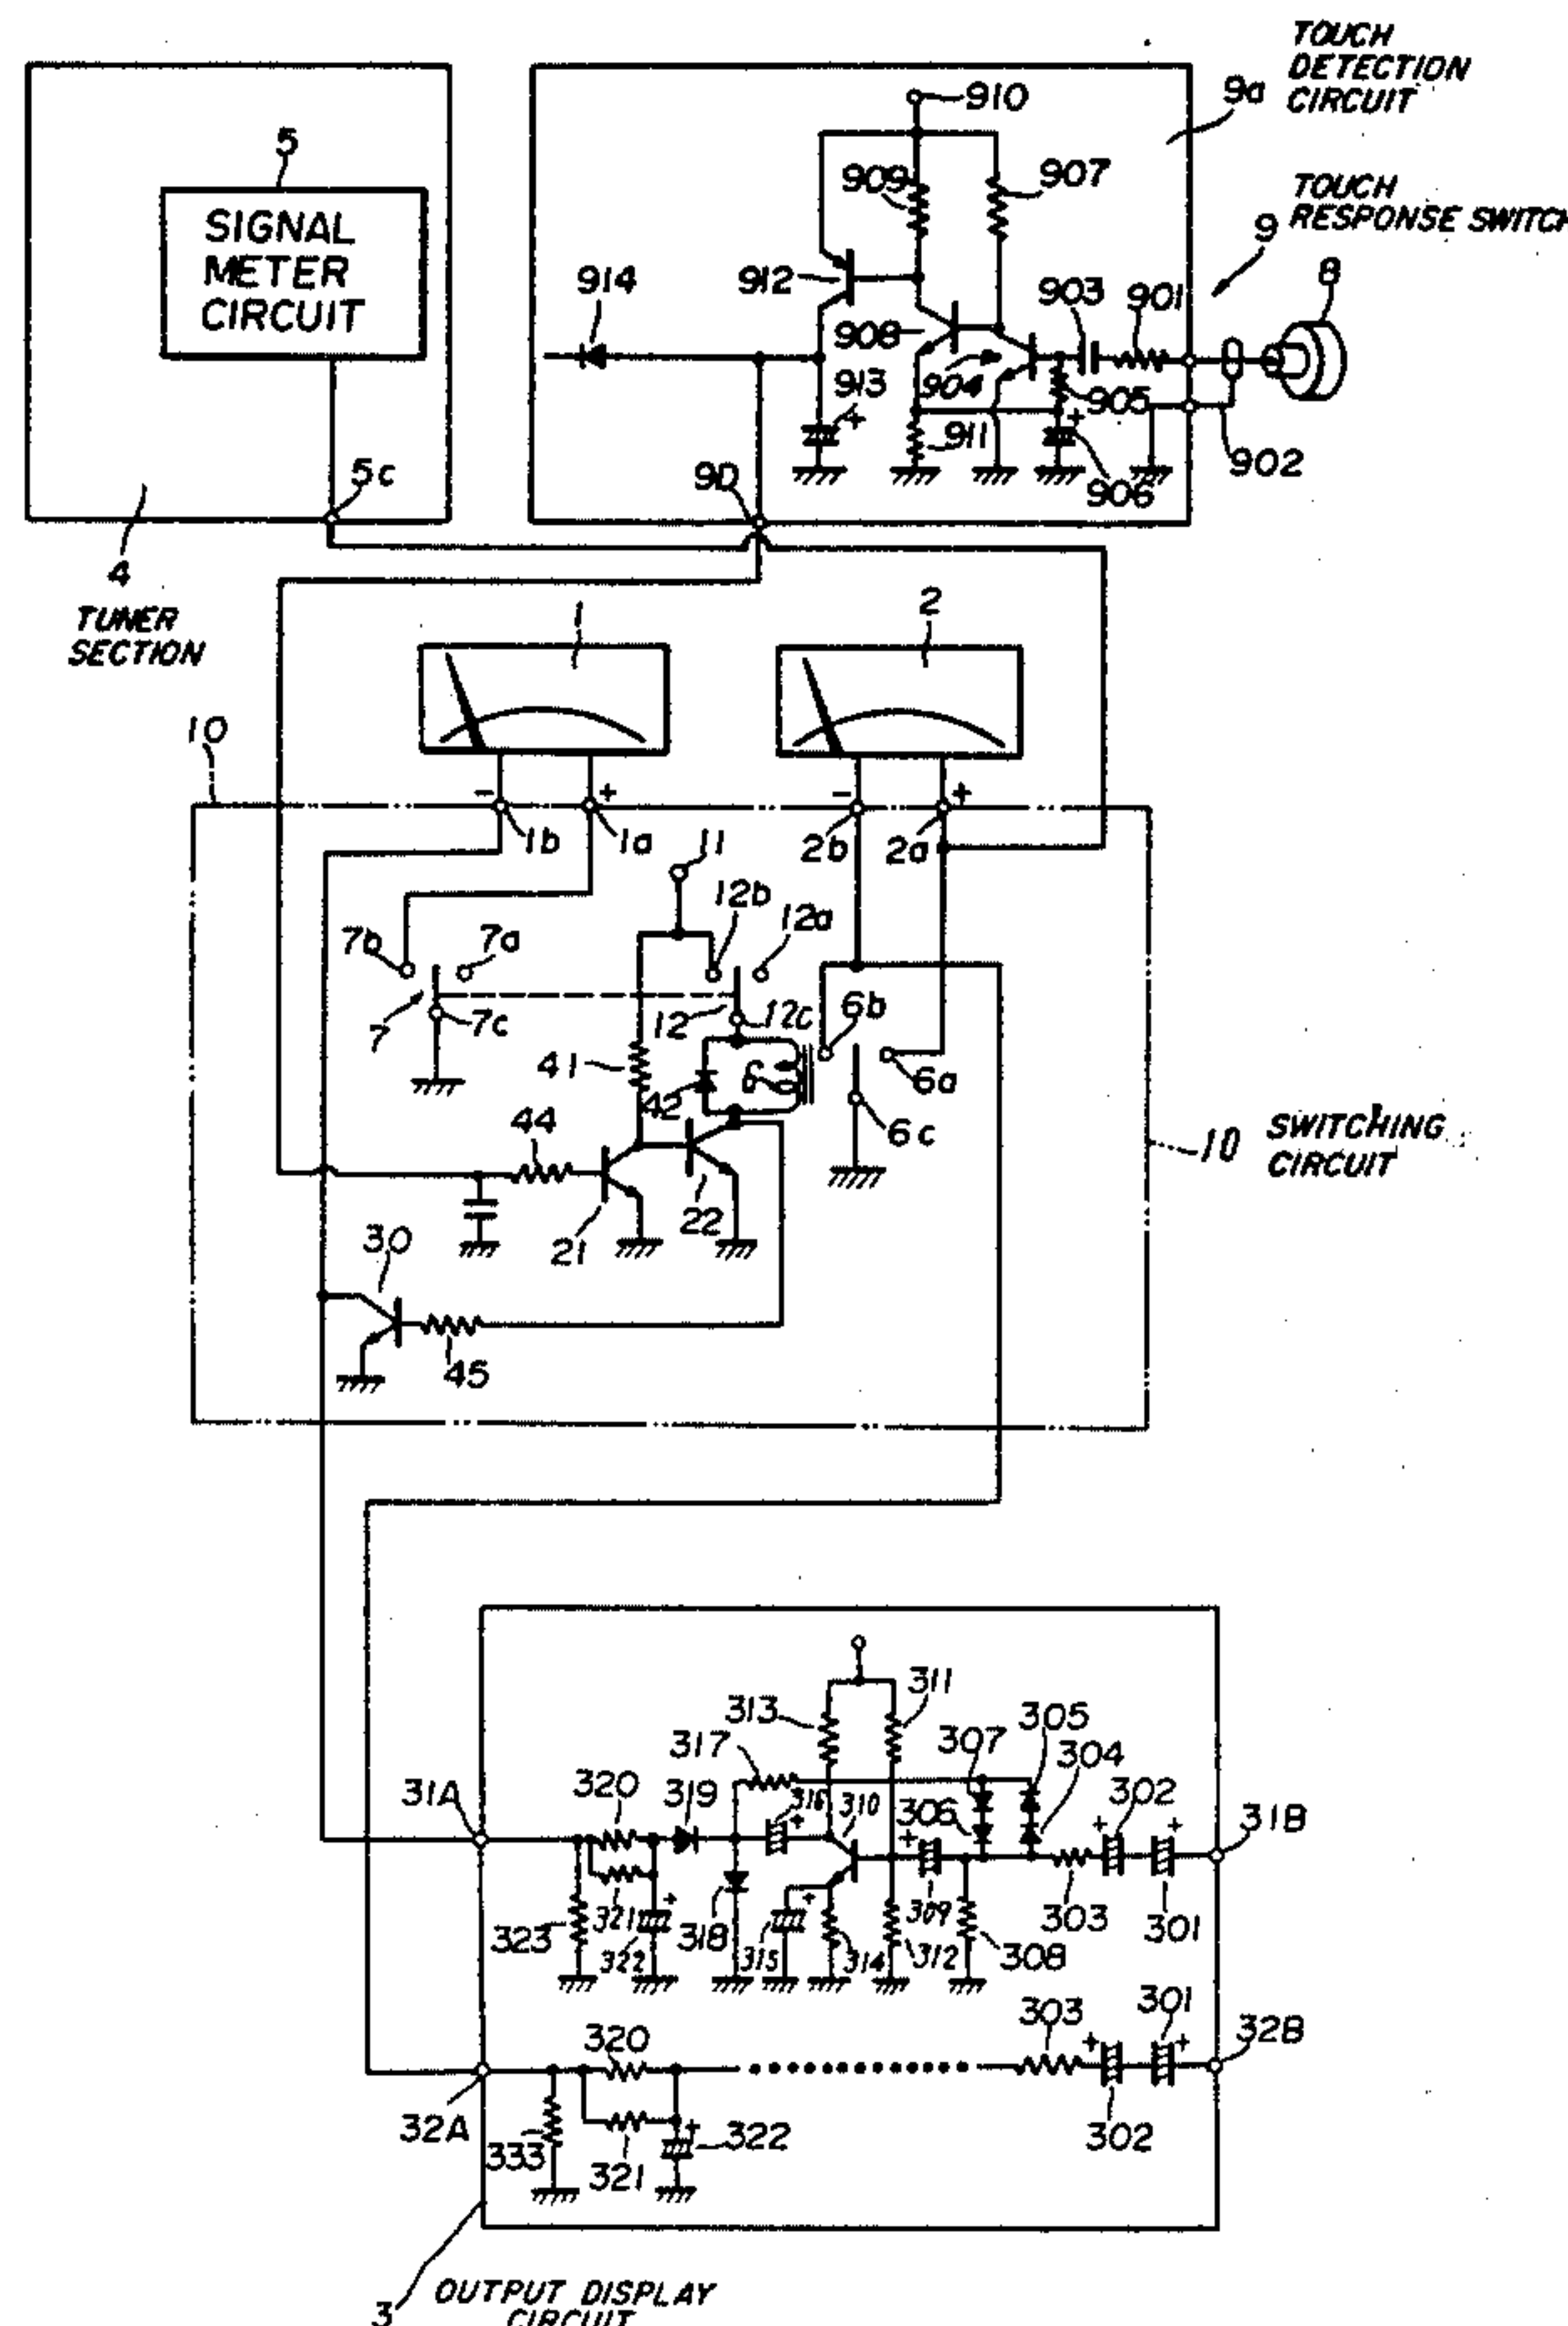 TOUCH
DETECTION
CIRCUIT
9a
910
5
909
907
TOUCH
RESPONSE SWITCH
9
8
SIGNAL
METER
CIRCUIT
914
912
903
901
908
904
913
+
905
+
911
902
906
5c
9D
4
TUNER
SECTION
1
2
10
-
+
-
+
1b
1a
11
2b
2a
12b
12a
7b
7a
7
7c
12
12c
6b
41
42
6
6a
44
6c
10
SWITCHING
CIRCUIT
21
22
30
45
311
313
305
307
304
317
31A
320
319
316
+
310
306
302
+
+
31B
+
323
321
+
322
318
315
+
314
312
309
308
303
301
303
301
32B
320
+
+
32A
333
321
+
322
302
3
OUTPUT DISPLAY
CIRCUIT